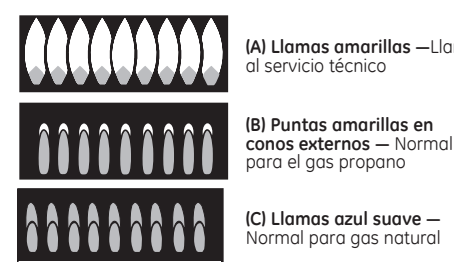 (A) Llamas amarillas —Lla
al servicio técnico
(B) Puntas amarillas en
conos externos — Normal
para el gas propano
(C) Llamas azul suave —
Normal para gas natural